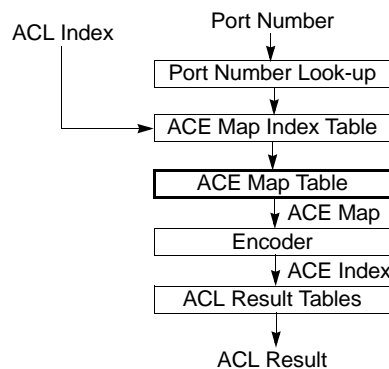 Port Number
ACL Index
Port Number Look-up
ACE Map Index Table
ACE Map Table
ACE Map
Encoder
ACE Index
ACL Result Tables
ACL Result